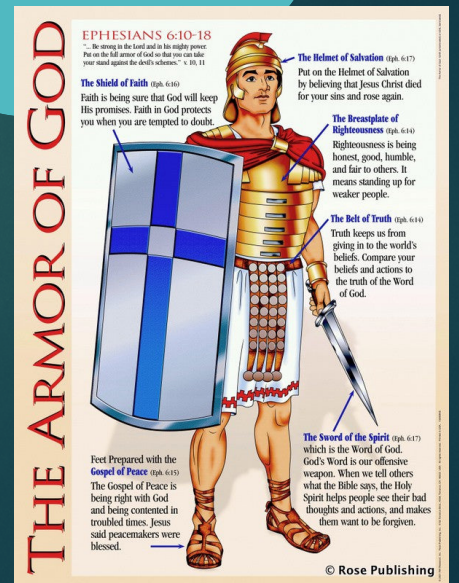 THE ARMOR OF GOD
EPHESIANS 6:10-18
"... Be strong in the Lord and in his mighty power.
Put on the full armor of God so that you can take
your stand against the devil's schemes." v. 10, 11
The Shield of Faith (Eph. 6:16)
Faith is being sure that God will keep
His promises. Faith in God protects
you when you are tempted to doubt.
The Helmet of Salvation (Eph. 6:17)
Put on the Helmet of Salvation
by believing that Jesus Christ died
for your sins and rose again.
The Breastplate of
Righteousness (Eph. 6:14)
Righteousness is being
honest, good, humble,
and fair to others. It
means standing up for
weaker people.
The Belt of Truth (Eph. 6:14)
Truth keeps us from
giving in to the world's
beliefs. Compare your
beliefs and actions to
the truth of the Word
of God.
The Sword of the Spirit (Eph. 6:17)
which is the Word of God.
God's Word is our offensive
weapon. When we tell others
what the Bible says, the Holy
Spirit helps people see their bad
thoughts and actions, and makes
them want to be forgiven.
Feet Prepared with the
Gospel of Peace (Eph. 6:15)
The Gospel of Peace is
being right with God
and being contented in
troubled times. Jesus
said peacemakers were
blessed.
© Rose Publishing